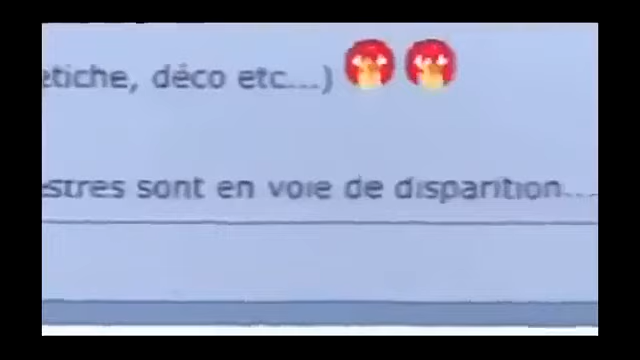 etiche, déco etc...)
estres sont en voie de disparition...